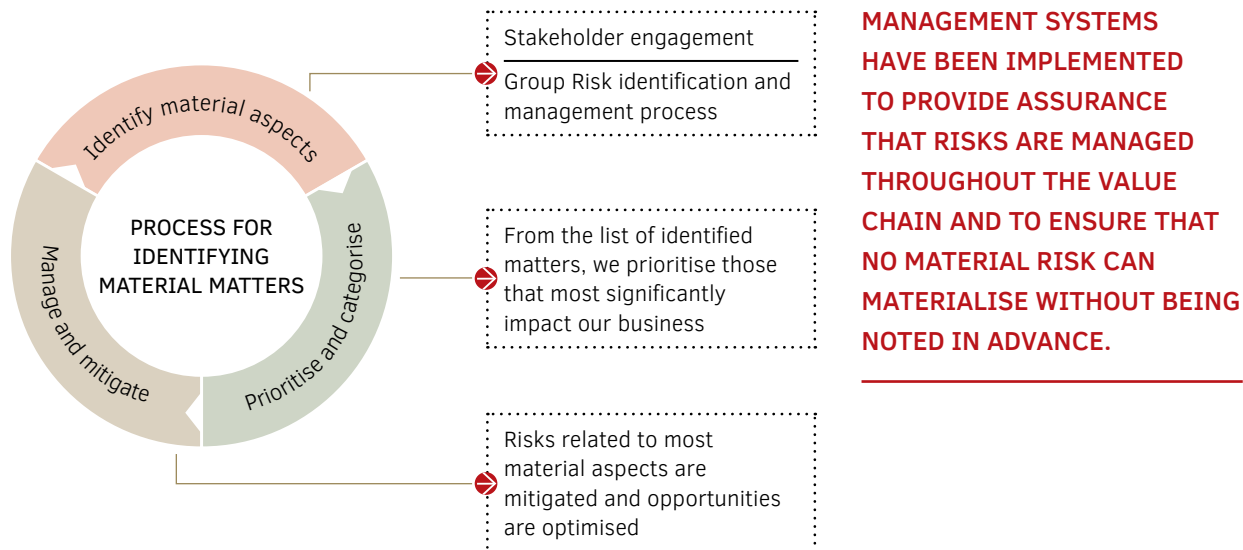 Identify material aspects
Prioritise and categorise
Manage and mitigate
PROCESS FOR
IDENTIFYING
MATERIAL MATTERS
Stakeholder engagement
Group Risk identification and
management process
From the list of identified
matters, we prioritise those
that most significantly
impact our business
Risks related to most
material aspects are
mitigated and opportunities
are optimised
MANAGEMENT SYSTEMS
HAVE BEEN IMPLEMENTED
TO PROVIDE ASSURANCE
THAT RISKS ARE MANAGED
THROUGHOUT THE VALUE
CHAIN AND TO ENSURE THAT
NO MATERIAL RISK CAN
MATERIALISE WITHOUT BEING
NOTED IN ADVANCE.